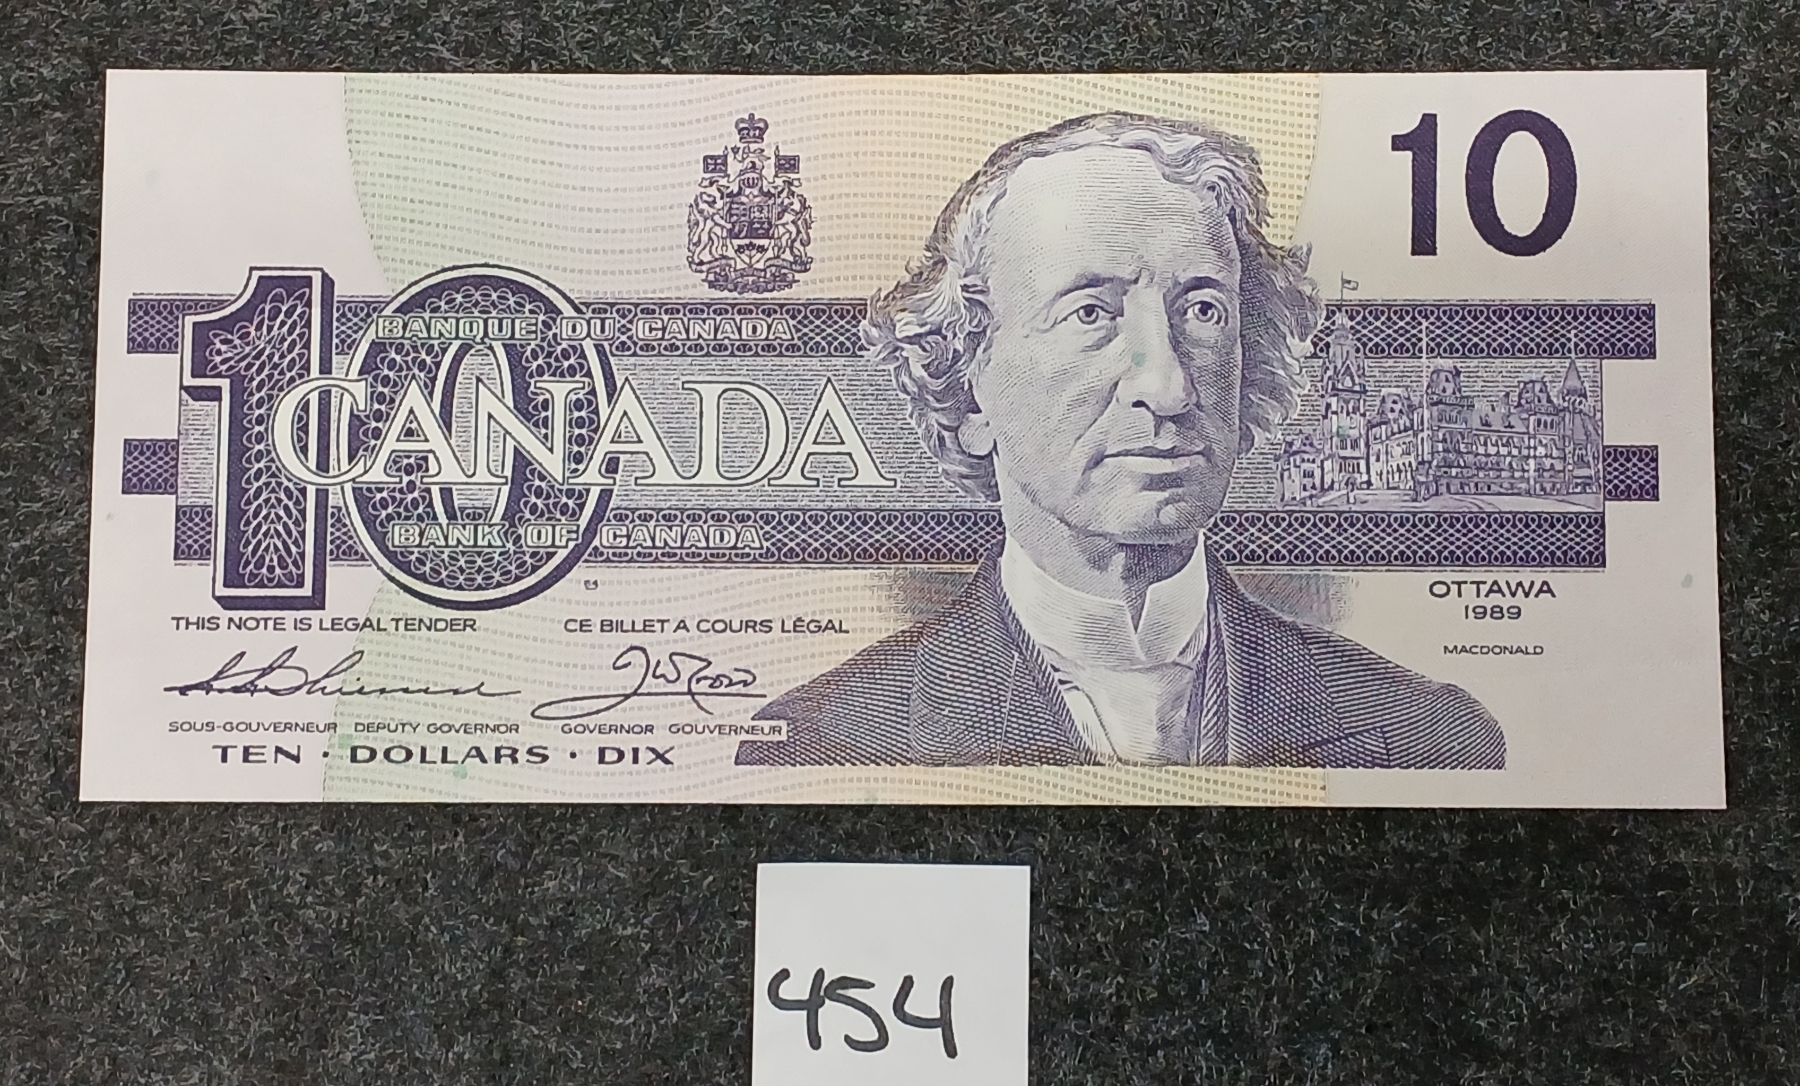 10
BANQUE DU CANADA
10
CANADA
BANK OF CANADA
OTTAWA
1989
THIS NOTE IS LEGAL TENDER CE BILLET A COURS LÉGAL
MACDONALD
SOUS-GOUVERNEUR DEPUTY GOVERNOR GOVERNOR GOUVERNEUR
TEN · DOLLARS · DIX
454